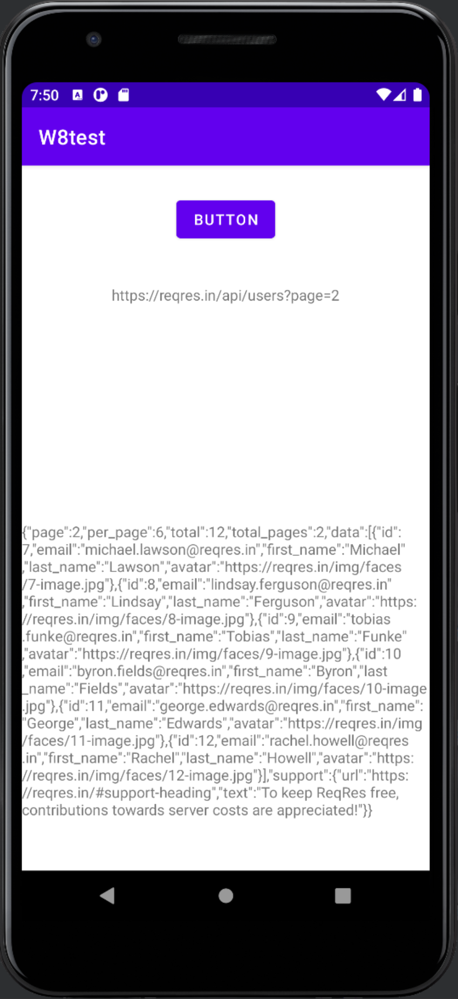 7:50
W8test
BUTTON
https://reqres.in/api/users?page=2
{"page":2,"per_page":6,"total":12,"total_pages":2,"data":[{"id":
7,"email":"michael.lawson@reqres.in","first_name":"Michael"
,"last_name":"Lawson","avatar":"https://reqres.in/img/faces
/7-image.jpg"},{"id":8,"email":"lindsay.ferguson@reqres.in"
,"first_name":"Lindsay","last_name":"Ferguson","avatar":"https:
//reqres.in/img/faces/8-image.jpg"},{"id":9,"email":"tobias
.funke@reqres.in","first_name":"Tobias","last_name":"Funke"
,"avatar":"https://reqres.in/img/faces/9-image.jpg"},{"id":10
,"email":"byron.fields@reqres.in","first_name":"Byron","last
_name":"Fields","avatar":"https://reqres.in/img/faces/10-image
.jpg"},{"id":11,"email":"george.edwards@reqres.in","first_name":
"George","last_name":"Edwards","avatar":"https://reqres.in/img
/faces/11-image.jpg"},{"id":12,"email":"rachel.howell@reqres
.in","first_name":"Rachel","last_name":"Howell","avatar":"https:
//reqres.in/img/faces/12-image.jpg"}],"support":{"url":"https:
//reqres.in/#support-heading","text":"To keep ReqRes free,
contributions towards server costs are appreciated!"}}